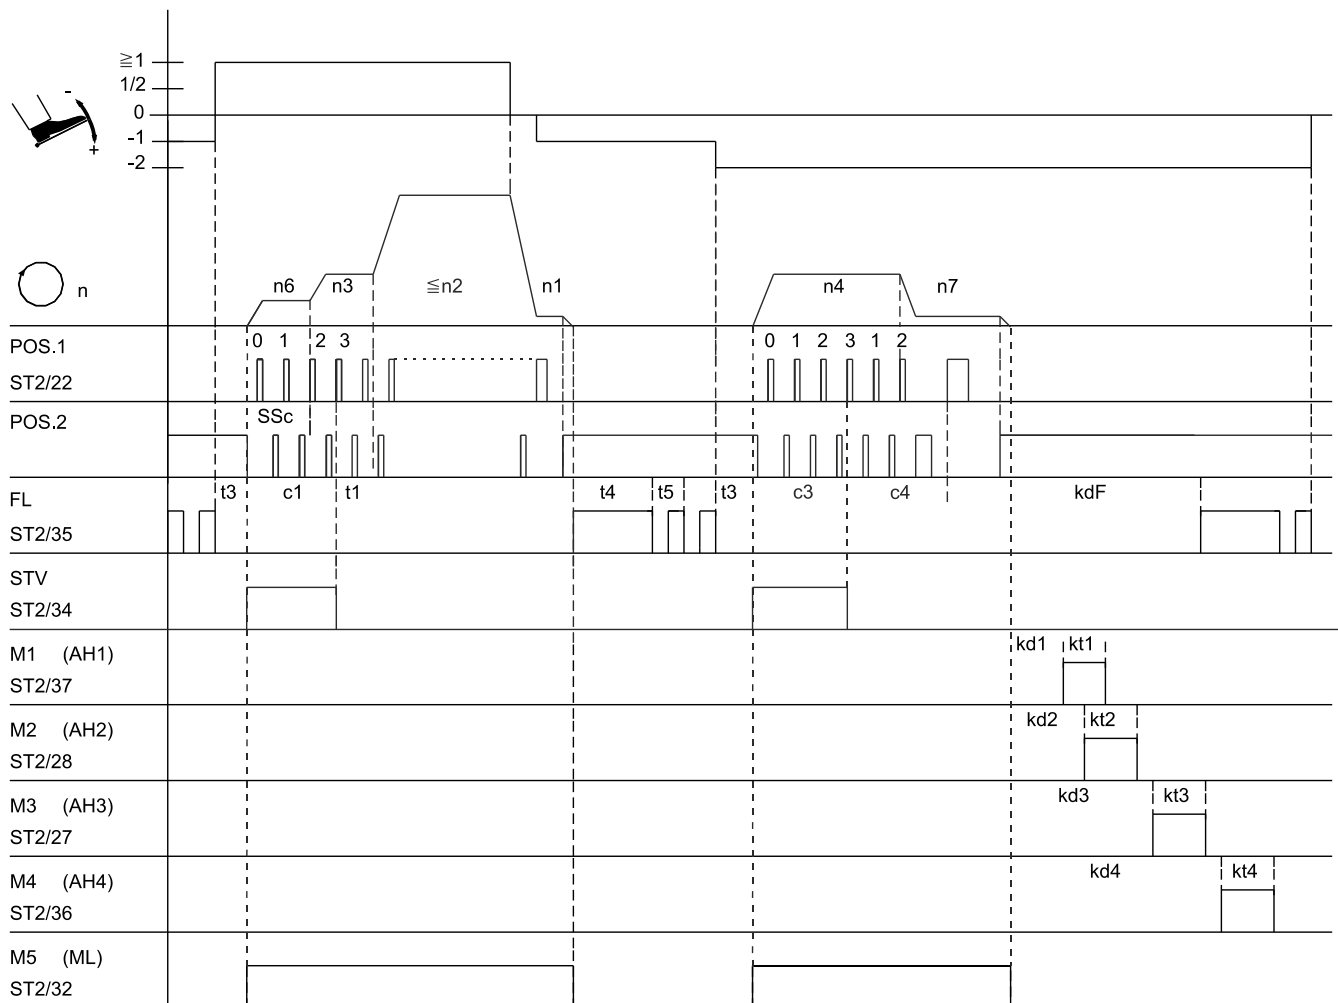 ≧1
1/2
0
-1
-2
-
+
n
n6
n3
≦n2
n1
n4
n7
POS.1
ST2/22
0 1 2 3
0 1 2 3 1 2
POS.2
SSc
FL
ST2/35
t3 c1 t1 t4 t5 t3 c3 c4 kdF
STV
ST2/34
M1 (AH1)
ST2/37
kd1 kt1
M2 (AH2)
ST2/28
kd2 kt2
M3 (AH3)
ST2/27
kd3 kt3
M4 (AH4)
ST2/36
kd4 kt4
M5 (ML)
ST2/32